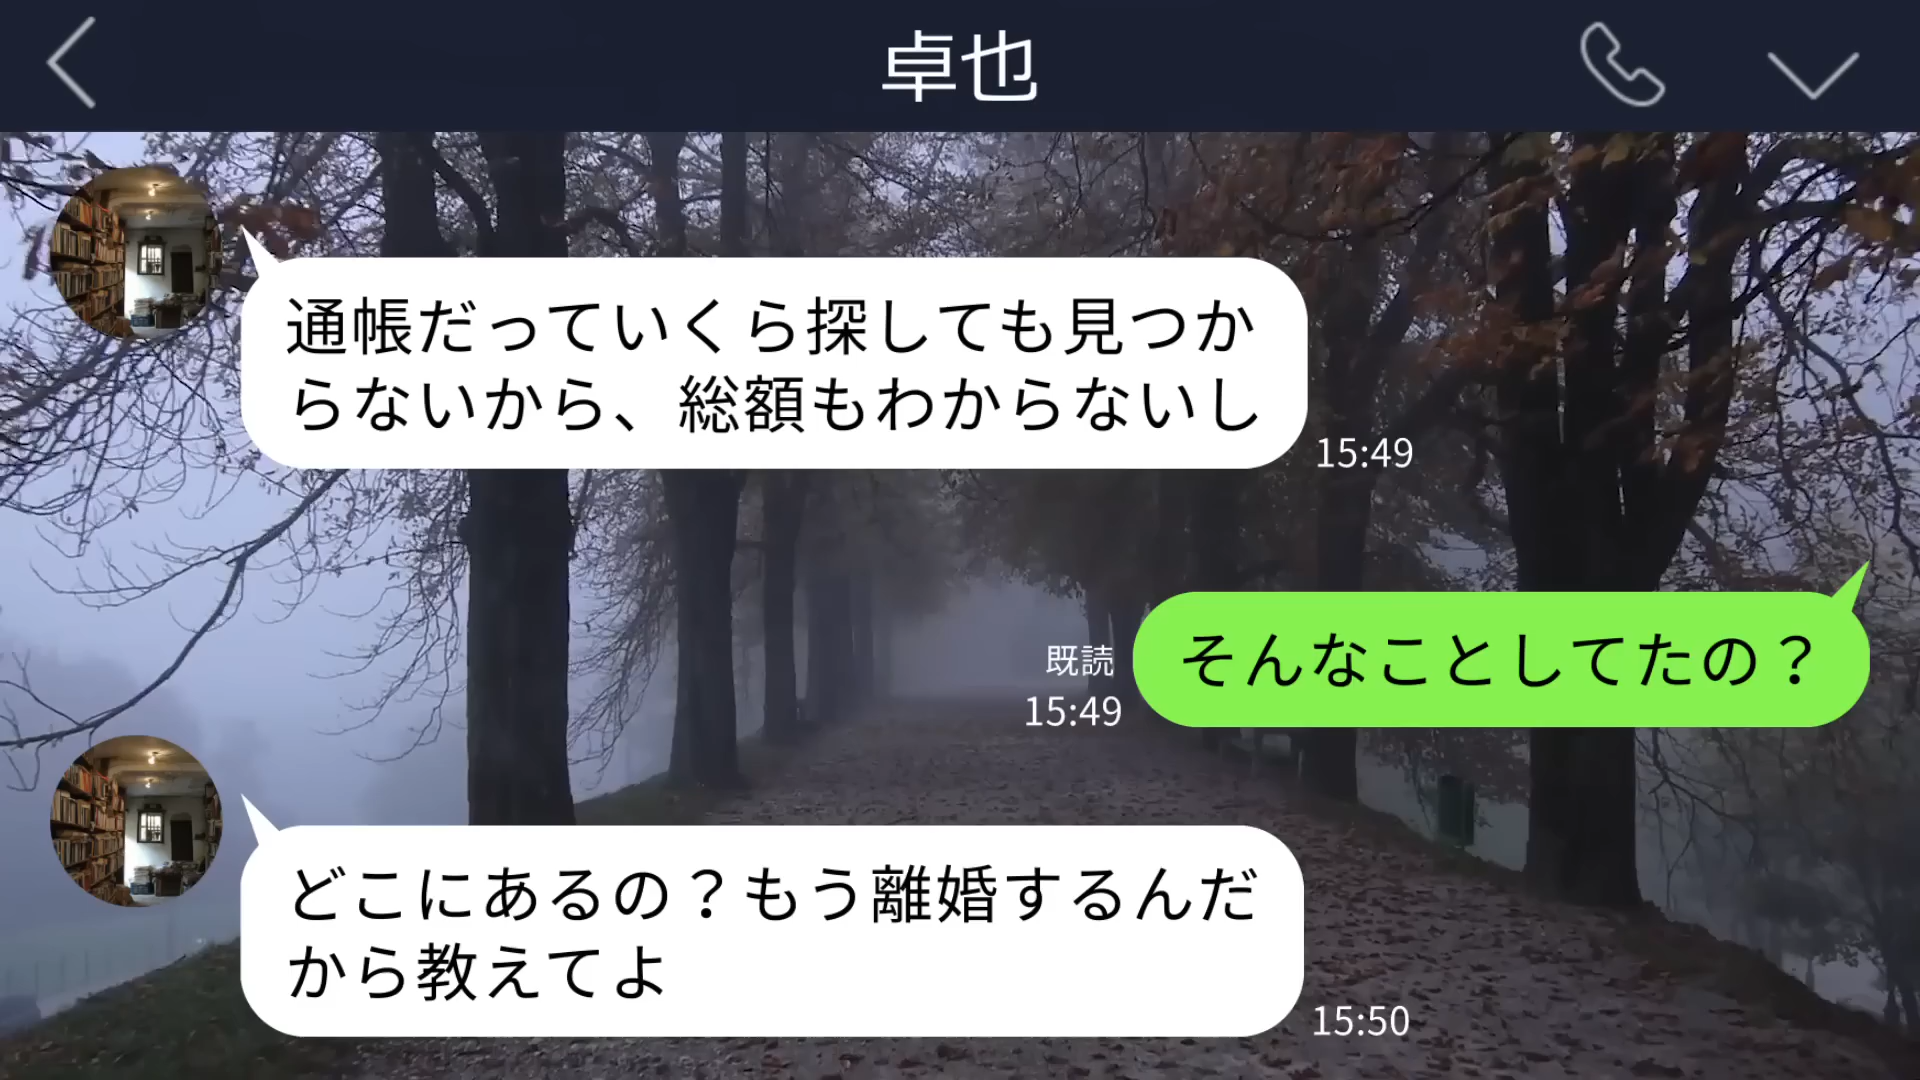 卓也
通帳だっていくら探しても見つか
らないから、総額もわからないし
15:49
そんなことしてたの？
既読
15:49
どこにあるの？もう離婚するんだ
から教えてよ
15:50